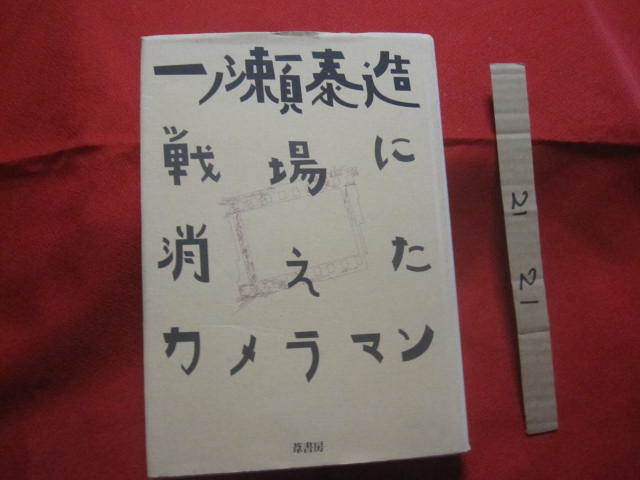 一ノ瀬泰造
戦場に
消えた
カメラマン
葦書房
21 21